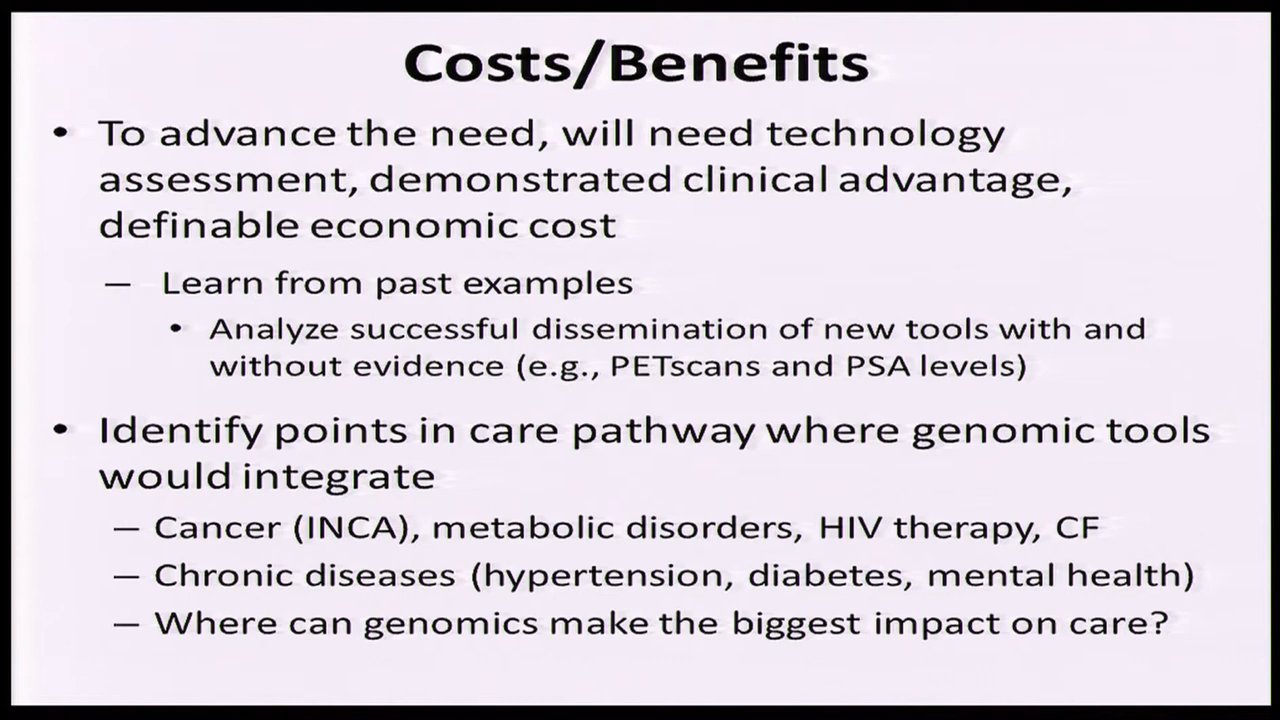 Costs/Benefits
• To advance the need, will need technology
assessment, demonstrated clinical advantage,
definable economic cost
– Learn from past examples
• Analyze successful dissemination of new tools with and
without evidence (e.g., PETscans and PSA levels)
• Identify points in care pathway where genomic tools
would integrate
– Cancer (INCA), metabolic disorders, HIV therapy, CF
– Chronic diseases (hypertension, diabetes, mental health)
– Where can genomics make the biggest impact on care?